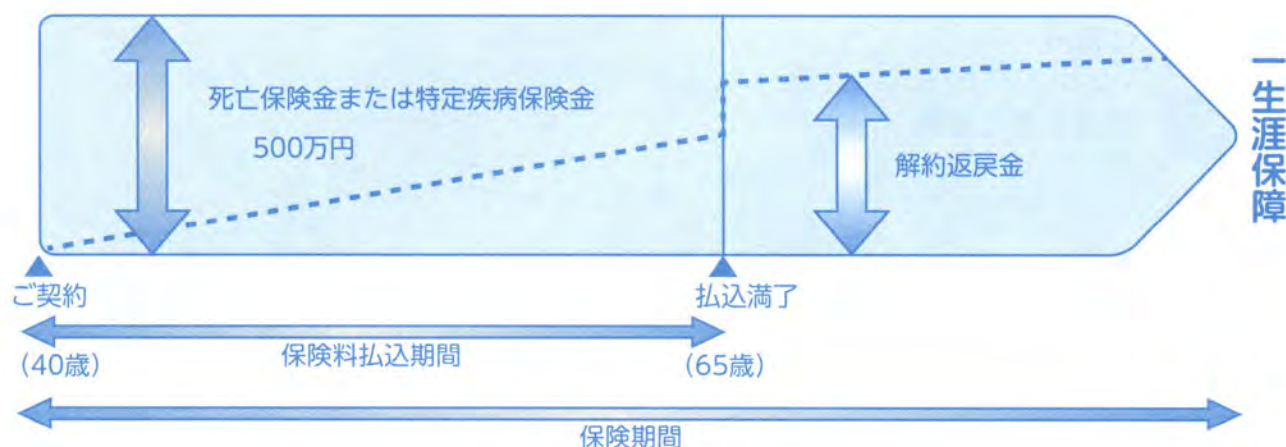 死亡保険金または特定疾病保険金
500万円
解約返戻金
一生涯保障
ご契約
払込満了
(40歳)
保険料払込期間
(65歳)
保険期間